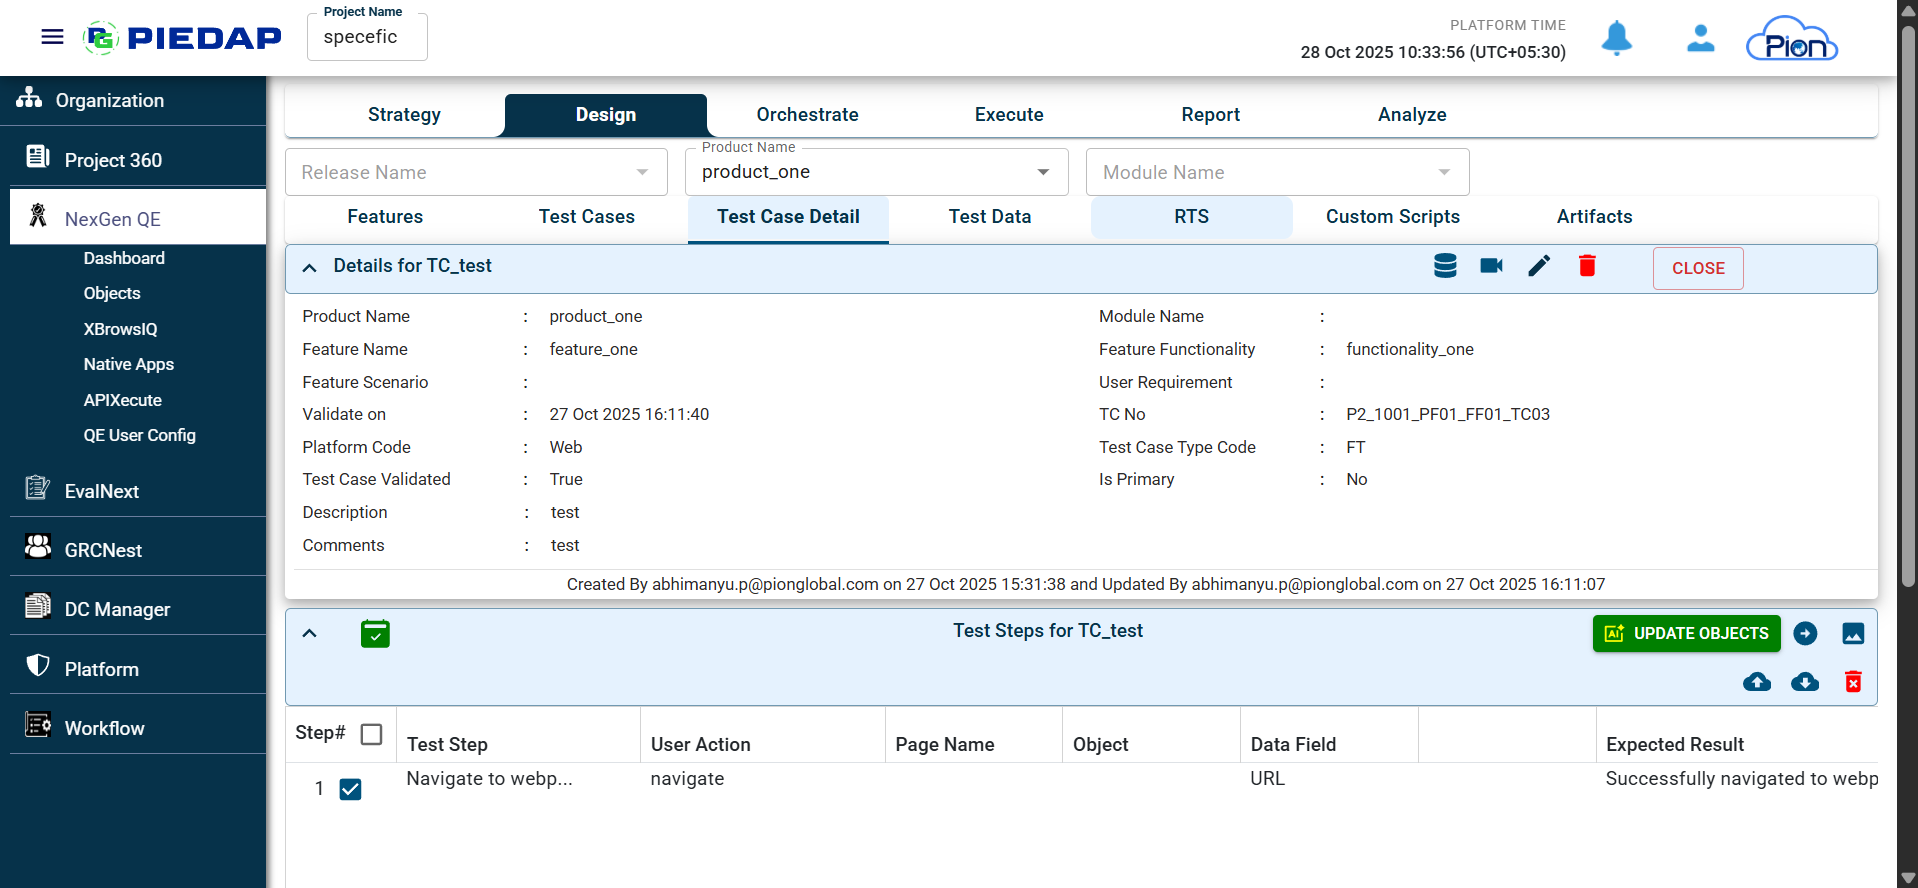 PIEDAP
Project Name
specefic
PLATFORM TIME
28 Oct 2025 10:33:56 (UTC+05:30)
Pion
Organization
Project 360
NexGen QE
Dashboard
Objects
XBrowsIQ
Native Apps
APIXecute
QE User Config
EvalNext
GRCNest
DC Manager
Platform
Workflow
Strategy Design Orchestrate Execute Report Analyze
Release Name
Product Name
product_one
Module Name
Features Test Cases Test Case Detail Test Data RTS Custom Scripts Artifacts
Details for TC_test
CLOSE
Product Name : product_one Module Name :
Feature Name : feature_one Feature Functionality : functionality_one
Feature Scenario : User Requirement :
Validate on : 27 Oct 2025 16:11:40 TC No : P2_1001_PF01_FF01_TC03
Platform Code : Web Test Case Type Code : FT
Test Case Validated : True Is Primary : No
Description : test
Comments : test
Created By abhimanyu.p@pionglobal.com on 27 Oct 2025 15:31:38 and Updated By abhimanyu.p@pionglobal.com on 27 Oct 2025 16:11:07
Test Steps for TC_test
AI UPDATE OBJECTS
Step# Test Step User Action Page Name Object Data Field Expected Result
1 Navigate to webp... navigate URL Successfully navigated to webp